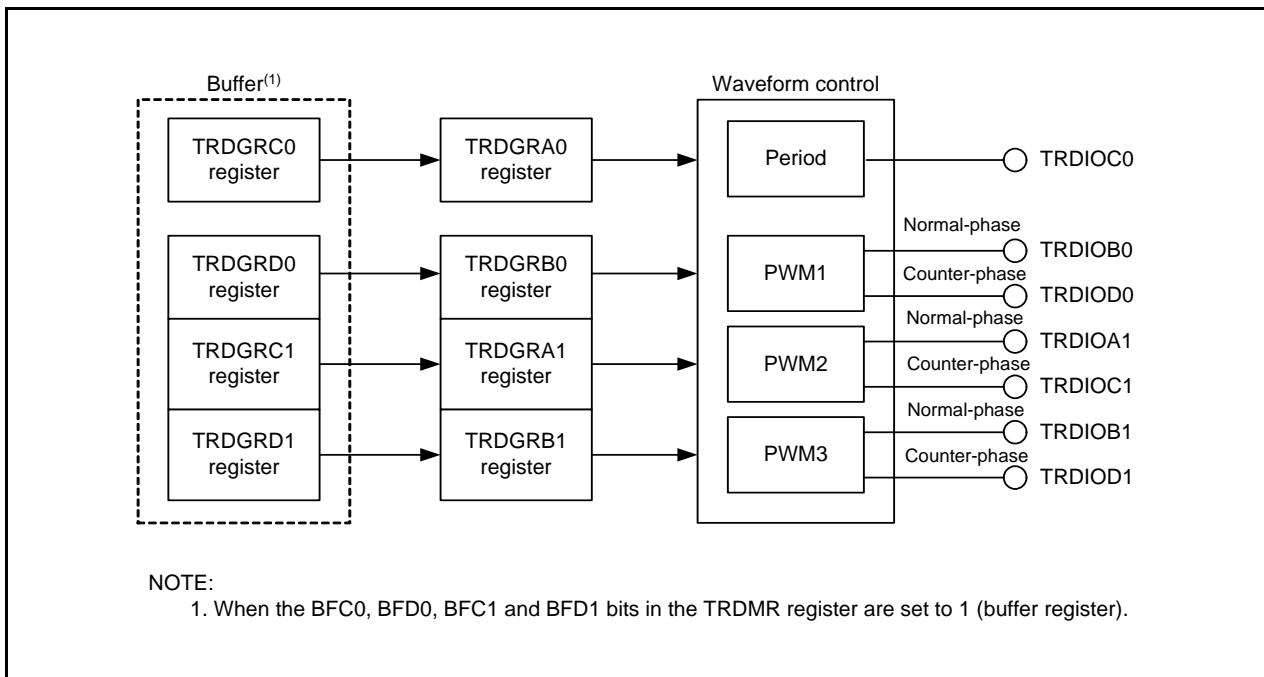 Buffer(1)
Waveform control
TRDGRC0
register
TRDGRA0
register
Period
TRDIOC0
Normal-phase
TRDGRD0
register
TRDGRB0
register
PWM1
TRDIOB0
Counter-phase
TRDIOD0
Normal-phase
TRDGRC1
register
TRDGRA1
register
PWM2
TRDIOA1
Counter-phase
TRDIOC1
Normal-phase
TRDGRD1
register
TRDGRB1
register
PWM3
TRDIOB1
Counter-phase
TRDIOD1
NOTE:
1. When the BFC0, BFD0, BFC1 and BFD1 bits in the TRDMR register are set to 1 (buffer register).